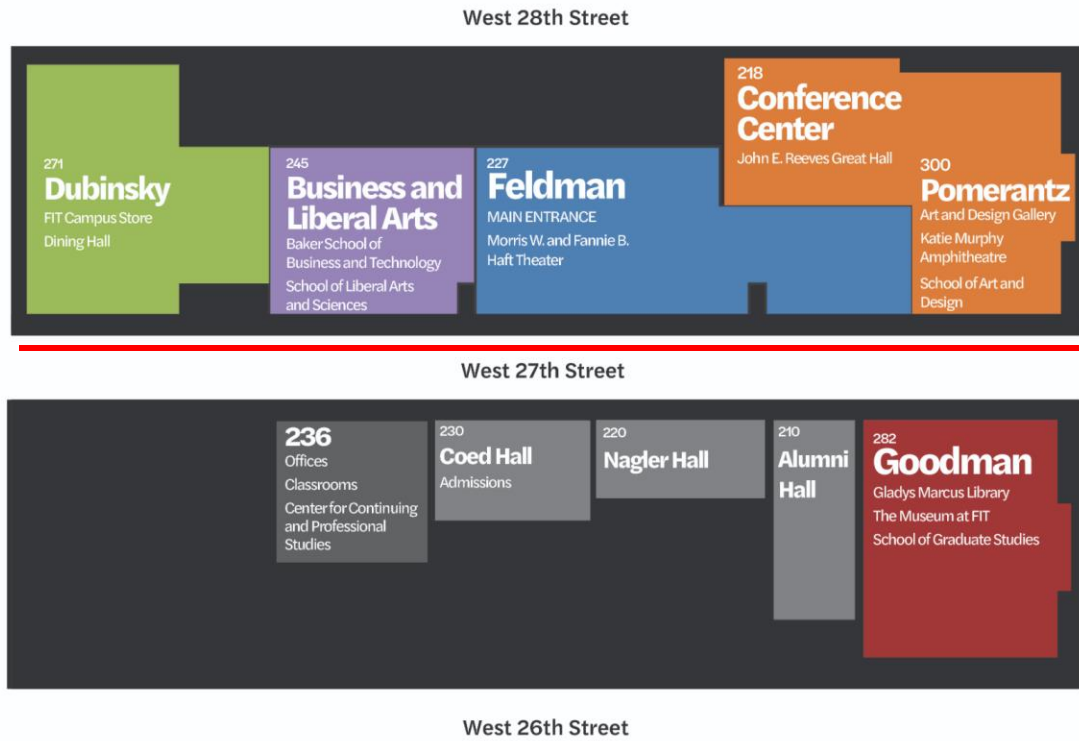 West 28th Street
271
Dubinsky
FIT Campus Store
Dining Hall
245
Business and
Liberal Arts
Baker School of
Business and Technology
School of Liberal Arts
and Sciences
227
Feldman
MAIN ENTRANCE
Morris W. and Fannie B.
Haft Theater
218
Conference
Center
John E. Reeves Great Hall
300
Pomerantz
Art and Design Gallery
Katie Murphy
Amphitheatre
School of Art and
Design
West 27th Street
236
Offices
Classrooms
Center for Continuing
and Professional
Studies
230
Coed Hall
Admissions
220
Nagler Hall
210
Alumni
Hall
282
Goodman
Gladys Marcus Library
The Museum at FIT
School of Graduate Studies
West 26th Street